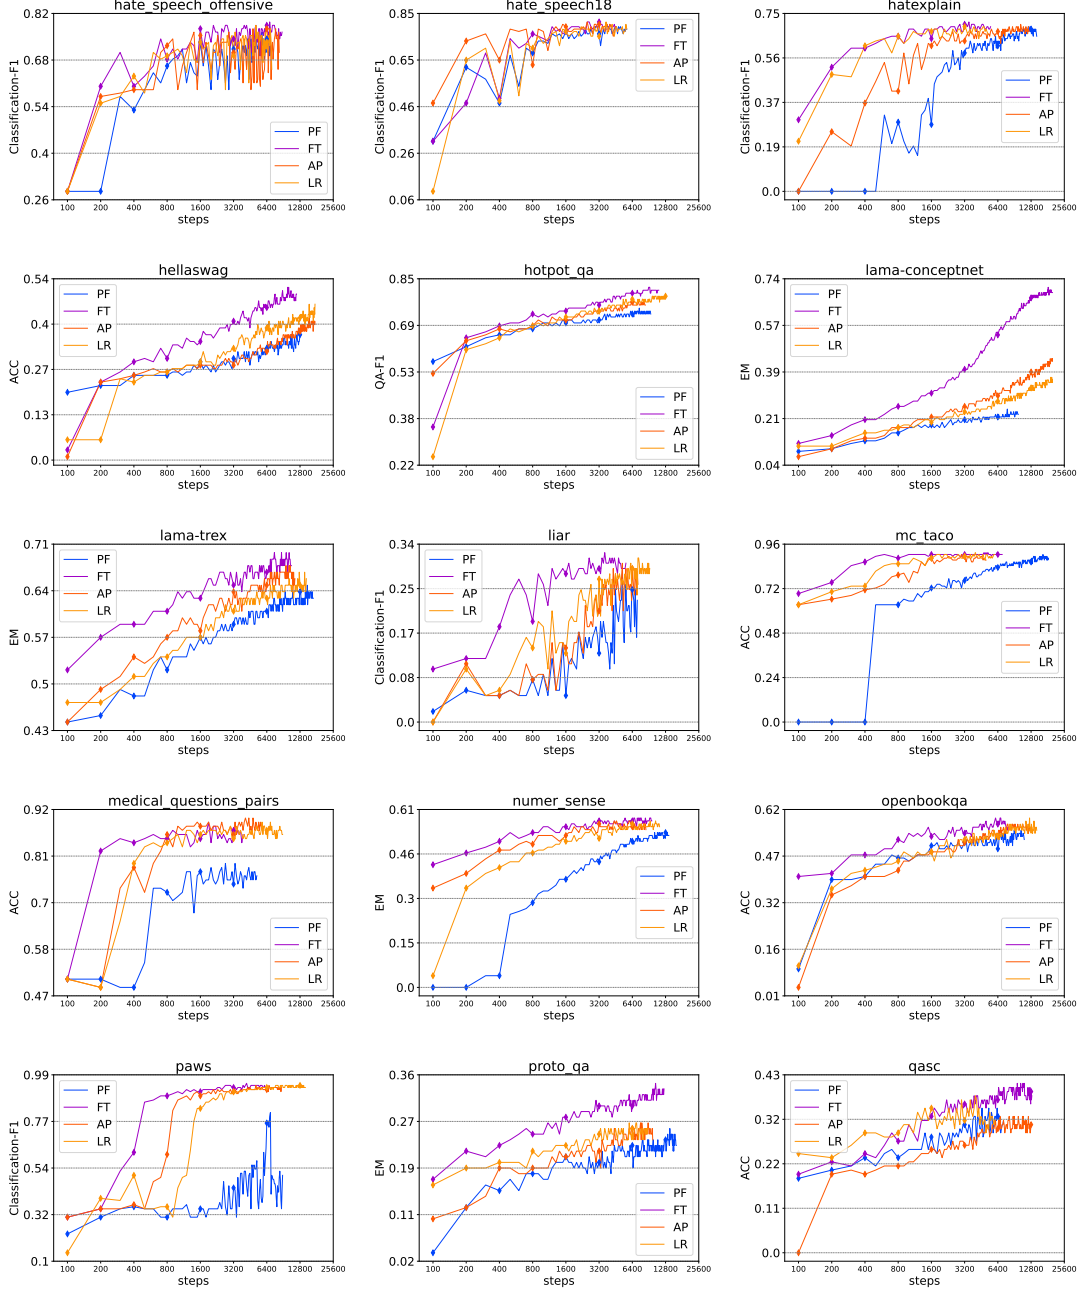 hate_speech_offensive
Classification-F1
0.82
0.68
0.54
0.4
0.26
100 200 400 800 1600 3200 6400 12800 25600
steps
PF
FT
AP
LR
hate_speech18
Classification-F1
0.85
0.65
0.46
0.26
0.06
100 200 400 800 1600 3200 6400 12800 25600
steps
PF
FT
AP
LR
hatexplain
Classification-F1
0.75
0.56
0.37
0.19
0.0
100 200 400 800 1600 3200 6400 12800 25600
steps
PF
FT
AP
LR
hellaswag
ACC
0.54
0.4
0.27
0.13
0.0
100 200 400 800 1600 3200 6400 12800 25600
steps
PF
FT
AP
LR
hotpot_qa
QA-F1
0.85
0.69
0.53
0.38
0.22
100 200 400 800 1600 3200 6400 12800 25600
steps
PF
FT
AP
LR
lama-conceptnet
EM
0.74
0.57
0.39
0.21
0.04
100 200 400 800 1600 3200 6400 12800 25600
steps
PF
FT
AP
LR
lama-trex
EM
0.71
0.64
0.57
0.5
0.43
100 200 400 800 1600 3200 6400 12800 25600
steps
PF
FT
AP
LR
liar
Classification-F1
0.34
0.25
0.17
0.08
0.0
100 200 400 800 1600 3200 6400 12800 25600
steps
PF
FT
AP
LR
mc_taco
ACC
0.96
0.72
0.48
0.24
0.0
100 200 400 800 1600 3200 6400 12800 25600
steps
PF
FT
AP
LR
medical_questions_pairs
ACC
0.92
0.81
0.7
0.58
0.47
100 200 400 800 1600 3200 6400 12800 25600
steps
PF
FT
AP
LR
numer_sense
EM
0.61
0.46
0.3
0.15
0.0
100 200 400 800 1600 3200 6400 12800 25600
steps
PF
FT
AP
LR
openbookqa
ACC
0.62
0.47
0.32
0.16
0.01
100 200 400 800 1600 3200 6400 12800 25600
steps
PF
FT
AP
LR
paws
Classification-F1
0.99
0.77
0.54
0.32
0.1
100 200 400 800 1600 3200 6400 12800 25600
steps
PF
FT
AP
LR
proto_qa
EM
0.36
0.27
0.19
0.11
0.02
100 200 400 800 1600 3200 6400 12800 25600
steps
PF
FT
AP
LR
qasc
ACC
0.43
0.32
0.22
0.11
0.0
100 200 400 800 1600 3200 6400 12800 25600
steps
PF
FT
AP
LR